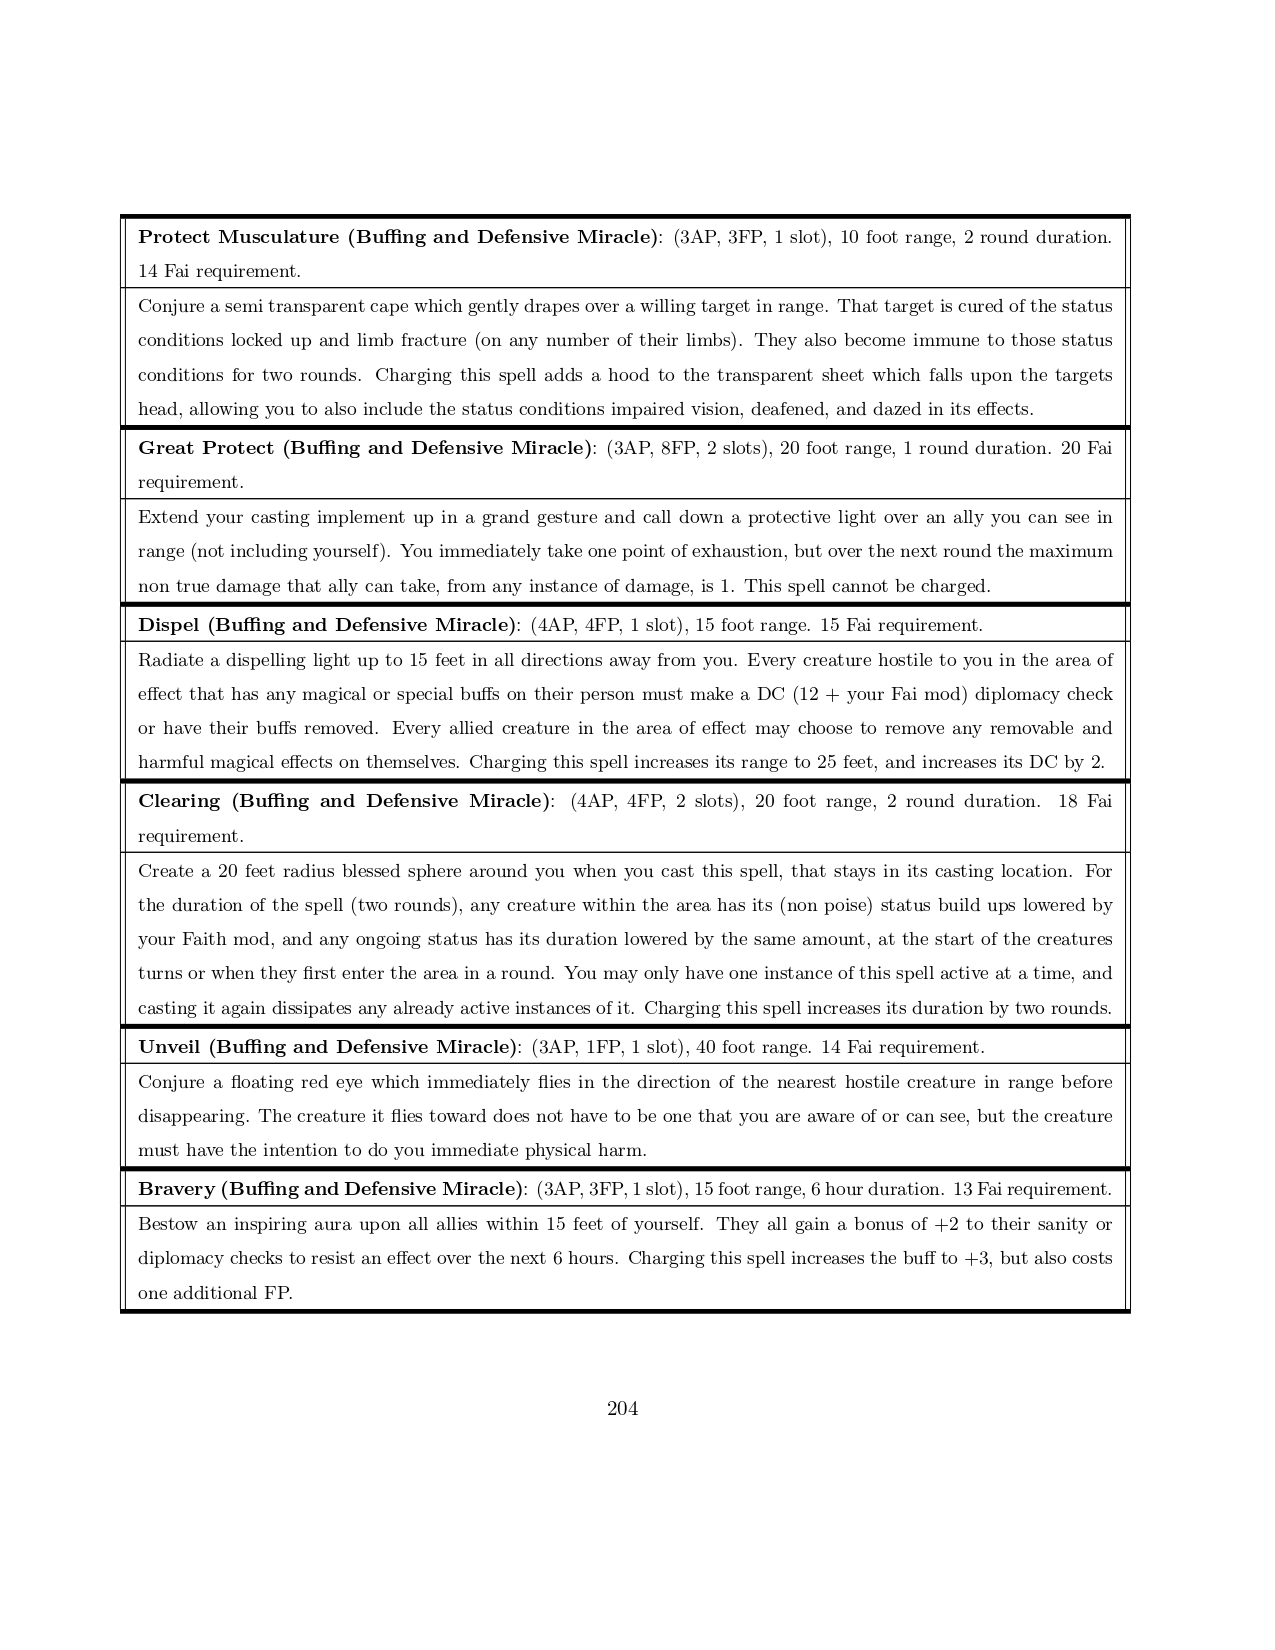 Protect Musculature (Buffing and Defensive Miracle): (3AP, 3FP, 1 slot), 10 foot range, 2 round duration.
14 Fai requirement.
Conjure a semi transparent cape which gently drapes over a willing target in range. That target is cured of the status
conditions locked up and limb fracture (on any number of their limbs). They also become immune to those status
conditions for two rounds. Charging this spell adds a hood to the transparent sheet which falls upon the targets
head, allowing you to also include the status conditions impaired vision, deafened, and dazed in its effects.
Great Protect (Buffing and Defensive Miracle): (3AP, 8FP, 2 slots), 20 foot range, 1 round duration. 20 Fai
requirement.
Extend your casting implement up in a grand gesture and call down a protective light over an ally you can see in
range (not including yourself). You immediately take one point of exhaustion, but over the next round the maximum
non true damage that ally can take, from any instance of damage, is 1. This spell cannot be charged.
Dispel (Buffing and Defensive Miracle): (4AP, 4FP, 1 slot), 15 foot range. 15 Fai requirement.
Radiate a dispelling light up to 15 feet in all directions away from you. Every creature hostile to you in the area of
effect that has any magical or special buffs on their person must make a DC (12 + your Fai mod) diplomacy check
or have their buffs removed. Every allied creature in the area of effect may choose to remove any removable and
harmful magical effects on themselves. Charging this spell increases its range to 25 feet, and increases its DC by 2.
Clearing (Buffing and Defensive Miracle): (4AP, 4FP, 2 slots), 20 foot range, 2 round duration. 18 Fai
requirement.
Create a 20 feet radius blessed sphere around you when you cast this spell, that stays in its casting location. For
the duration of the spell (two rounds), any creature within the area has its (non poise) status build ups lowered by
your Faith mod, and any ongoing status has its duration lowered by the same amount, at the start of the creatures
turns or when they first enter the area in a round. You may only have one instance of this spell active at a time, and
casting it again dissipates any already active instances of it. Charging this spell increases its duration by two rounds.
Unveil (Buffing and Defensive Miracle): (3AP, 1FP, 1 slot), 40 foot range. 14 Fai requirement.
Conjure a floating red eye which immediately flies in the direction of the nearest hostile creature in range before
disappearing. The creature it flies toward does not have to be one that you are aware of or can see, but the creature
must have the intention to do you immediate physical harm.
Bravery (Buffing and Defensive Miracle): (3AP, 3FP, 1 slot), 15 foot range, 6 hour duration. 13 Fai requirement.
Bestow an inspiring aura upon all allies within 15 feet of yourself. They all gain a bonus of +2 to their sanity or
diplomacy checks to resist an effect over the next 6 hours. Charging this spell increases the buff to +3, but also costs
one additional FP.
204